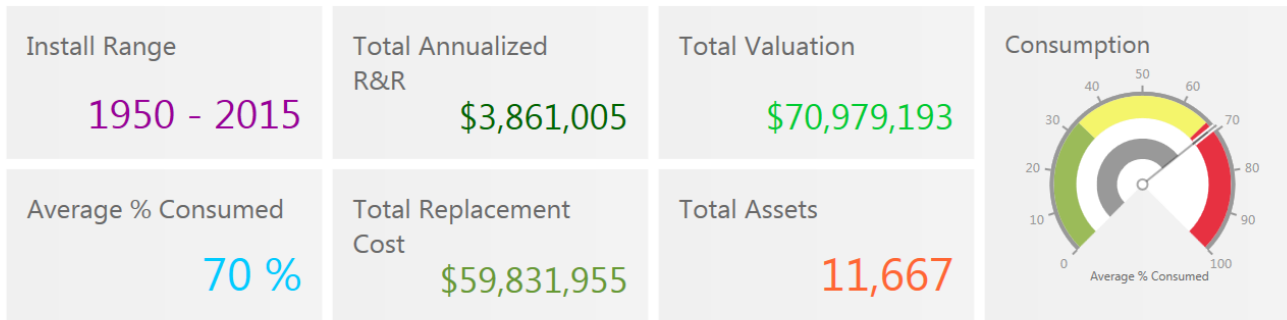 Install Range
1950 - 2015
Total Annualized
R&R
$3,861,005
Total Valuation
$70,979,193
Consumption
0
10
20
30
40
50
60
70
80
90
100
Average % Consumed
Average % Consumed
70 %
Total Replacement
Cost
$59,831,955
Total Assets
11,667